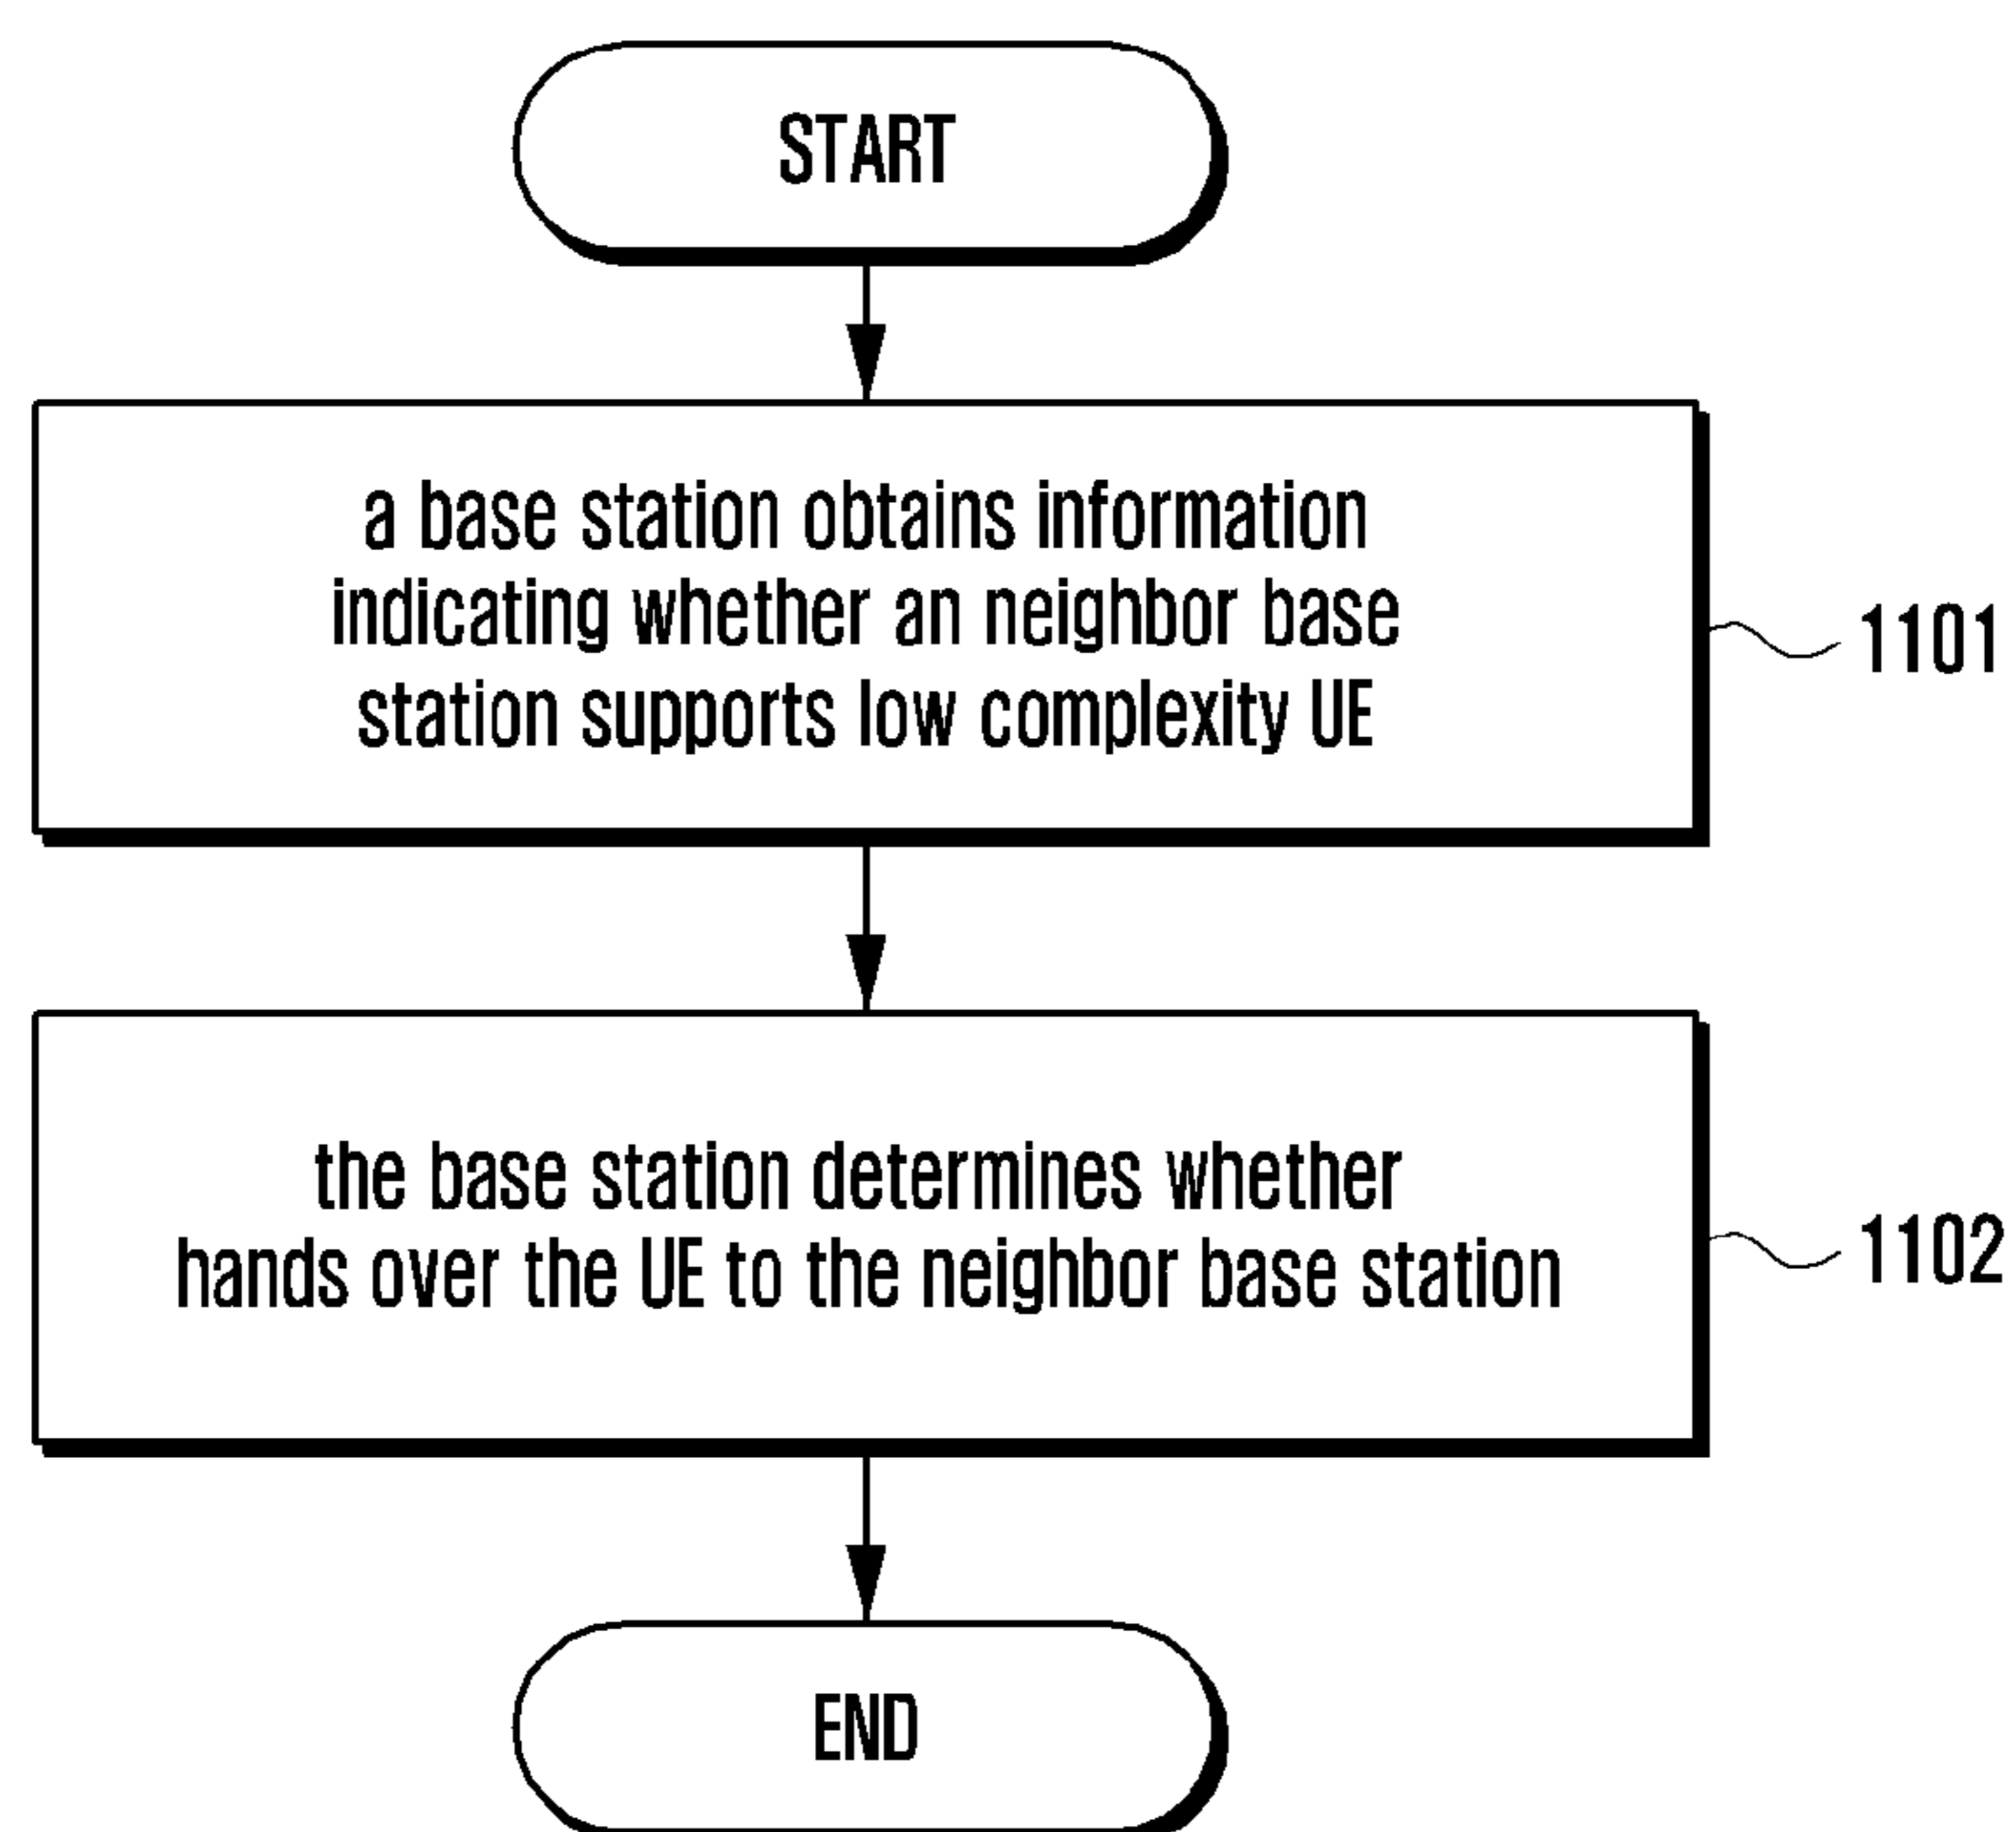 START
a base station obtains information
indicating whether an neighbor base
station supports low complexity UE
1101
the base station determines whether
hands over the UE to the neighbor base station
1102
END